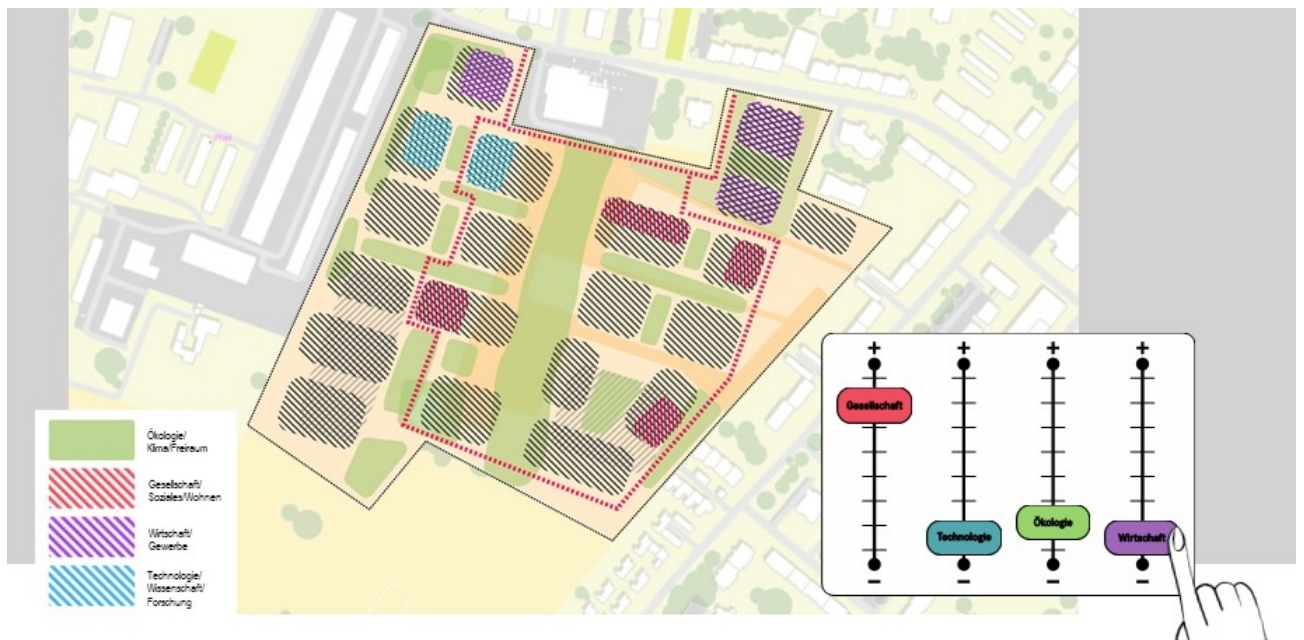 Ökologie/
Klima/Freiraum
Gesellschaft/
Soziales/Wohnen
Wirtschaft/
Gewerbe
Technologie/
Wissenschaft/
Forschung
+ + + +
Gesellschaft
Technologie
Ökologie
Wirtschaft
− − − −